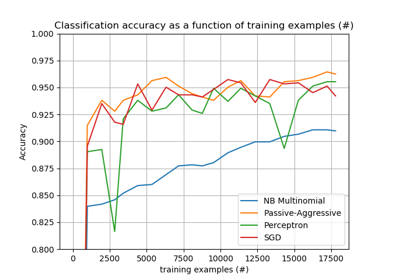 Classification accuracy as a function of training examples (#)
1.000
0.975
0.950
0.925
0.900
0.875
0.850
0.825
0.800
Accuracy
0
2500
5000
7500
10000
12500
15000
17500
training examples (#)
NB Multinomial
Passive-Aggressive
Perceptron
SGD